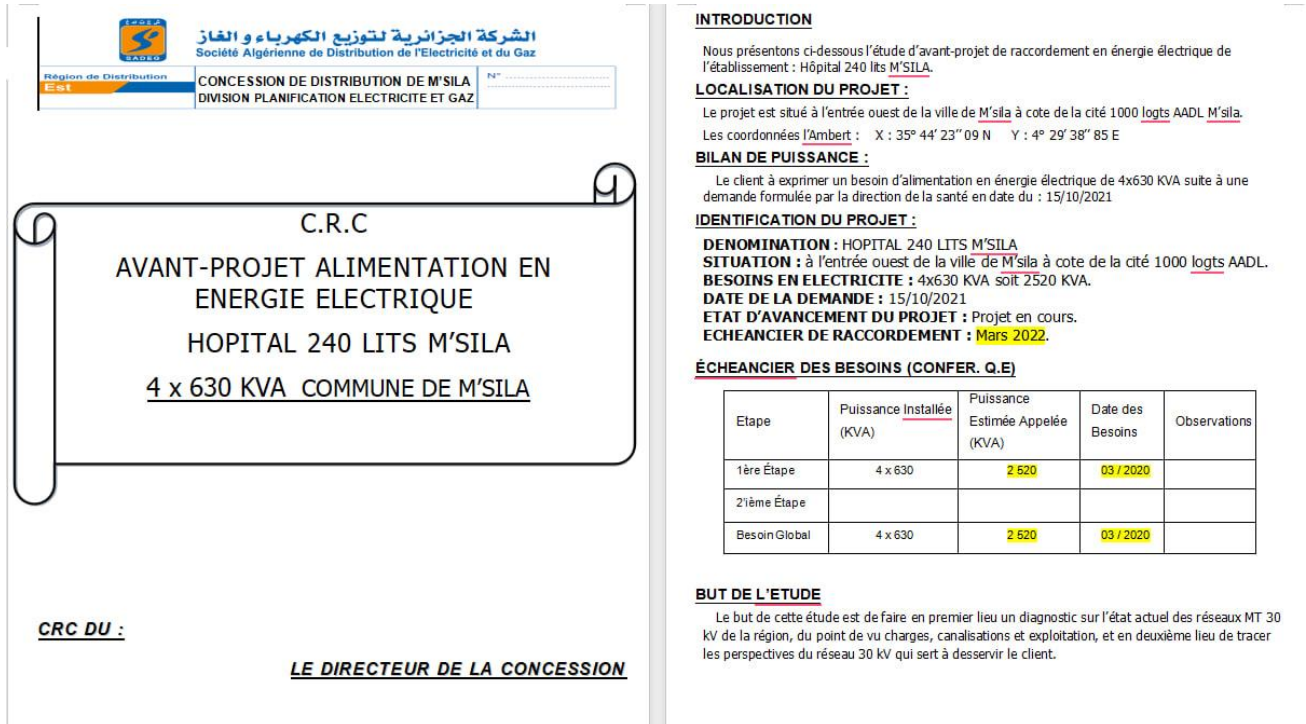 SADEG
SADEG
الشركة الجزائرية لتوزيع الكهرباء و الغاز
Société Algérienne de Distribution de l'Electricité et du Gaz
Région de Distribution
Est
CONCESSION DE DISTRIBUTION DE M'SILA
DIVISION PLANIFICATION ELECTRICITE ET GAZ
N° ........................
C.R.C
AVANT-PROJET ALIMENTATION EN
ENERGIE ELECTRIQUE
HOPITAL 240 LITS M'SILA
4 x 630 KVA COMMUNE DE M'SILA
CRC DU :
LE DIRECTEUR DE LA CONCESSION
INTRODUCTION
Nous présentons ci-dessous l'étude d'avant-projet de raccordement en énergie électrique de
l'établissement : Hôpital 240 lits M'SILA.
LOCALISATION DU PROJET :
Le projet est situé à l'entrée ouest de la ville de M'sila à cote de la cité 1000 logts AADL M'sila.
Les coordonnées l'Ambert : X : 35° 44' 23'' 09 N Y : 4° 29' 38'' 85 E
BILAN DE PUISSANCE :
Le client à exprimer un besoin d'alimentation en énergie électrique de 4x630 KVA suite à une
demande formulée par la direction de la santé en date du : 15/10/2021
IDENTIFICATION DU PROJET :
DENOMINATION : HOPITAL 240 LITS M'SILA
SITUATION : à l'entrée ouest de la ville de M'sila à cote de la cité 1000 logts AADL.
BESOINS EN ELECTRICITE : 4x630 KVA soit 2520 KVA.
DATE DE LA DEMANDE : 15/10/2021
ETAT D'AVANCEMENT DU PROJET : Projet en cours.
ECHEANCIER DE RACCORDEMENT : Mars 2022.
ÉCHEANCIER DES BESOINS (CONFER. Q.E)
Etape
Puissance Installée
(KVA)
Puissance
Estimée Appelée
(KVA)
Date des
Besoins
Observations
1ère Étape 4 x 630 2 520 03 / 2020
2'ième Étape
Besoin Global 4 x 630 2 520 03 / 2020
BUT DE L'ETUDE
Le but de cette étude est de faire en premier lieu un diagnostic sur l'état actuel des réseaux MT 30
kV de la région, du point de vu charges, canalisations et exploitation, et en deuxième lieu de tracer
les perspectives du réseau 30 kV qui sert à desservir le client.